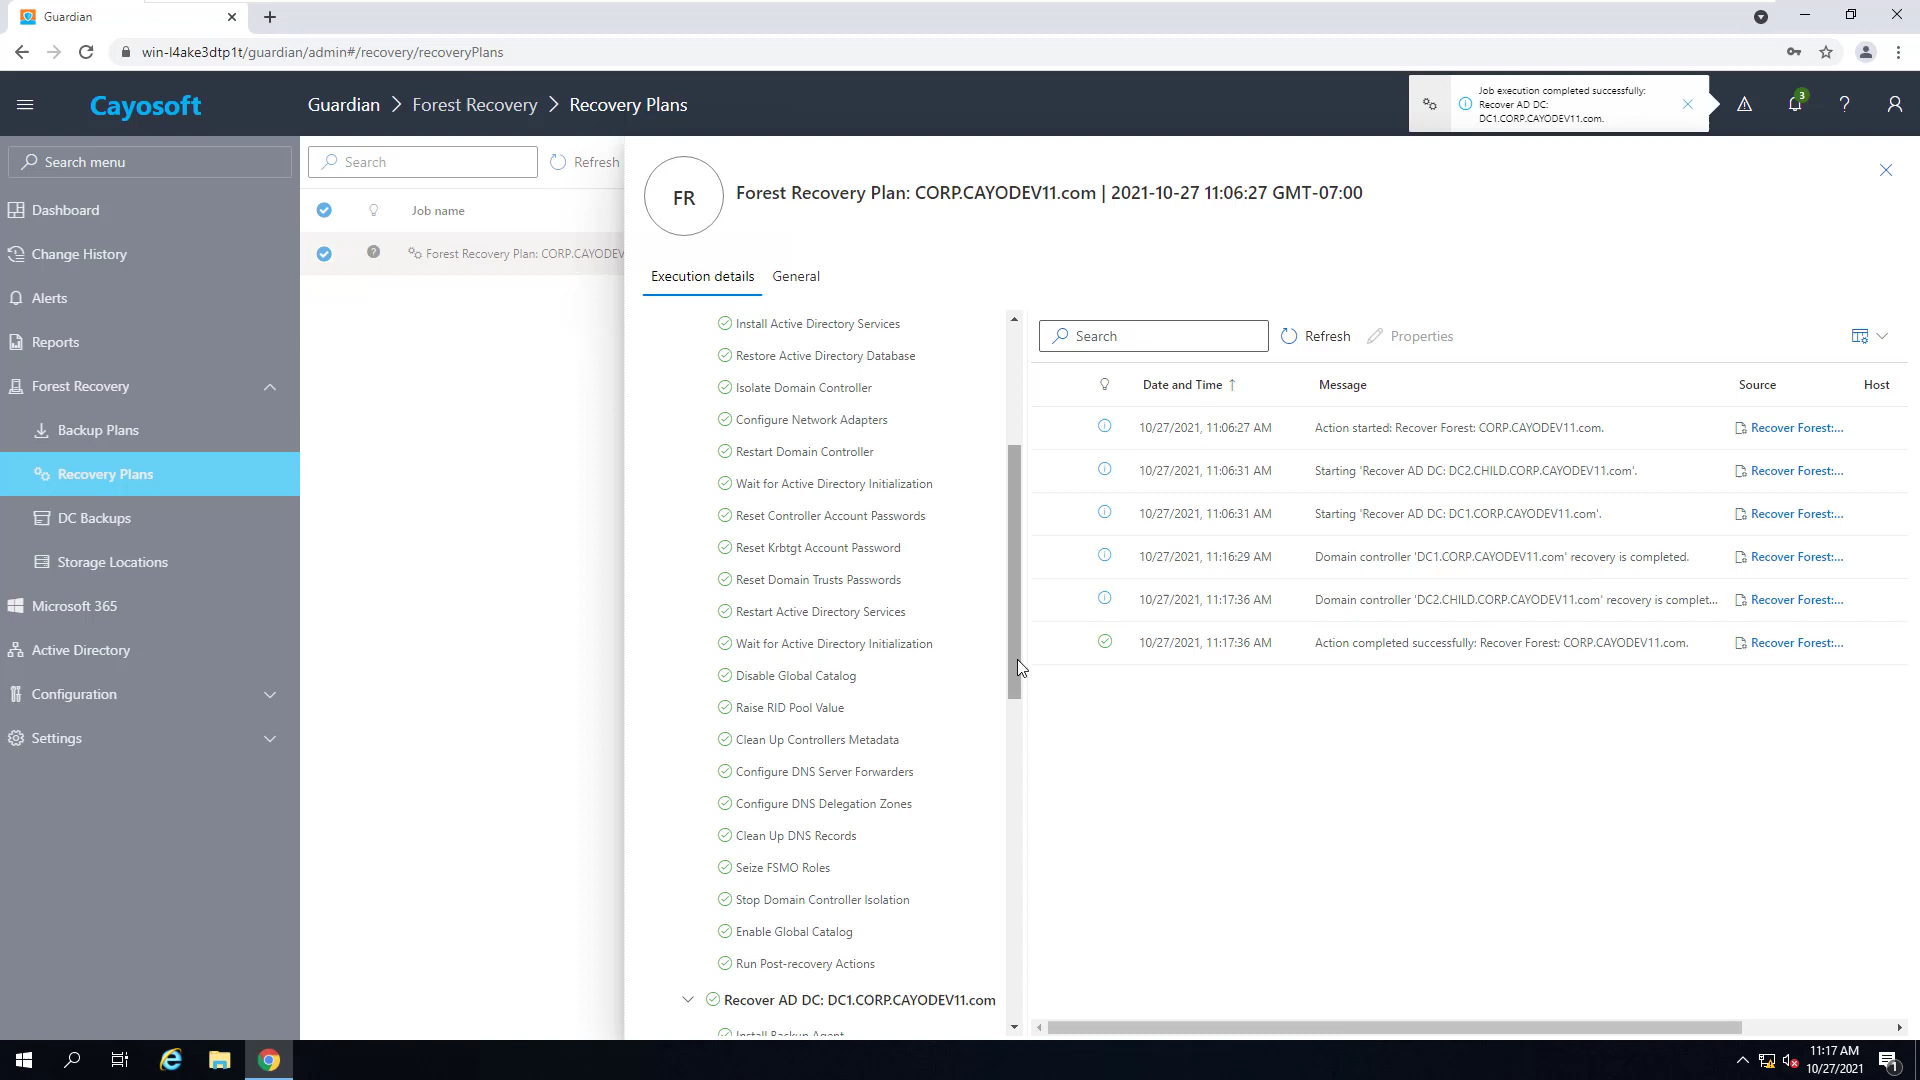 Guardian
win-l4ake3dtp1t/guardian/admin#/recovery/recoveryPlans
Cayosoft
Guardian > Forest Recovery > Recovery Plans
Job execution completed successfully:
Recover AD DC:
DC1.CORP.CAYODEV11.com.
3
Search menu
Dashboard
Change History
Alerts
Reports
Forest Recovery
Backup Plans
Recovery Plans
DC Backups
Storage Locations
Microsoft 365
Active Directory
Configuration
Settings
Search
Refresh
Job name
Forest Recovery Plan: CORP.CAYODEV
FR
Forest Recovery Plan: CORP.CAYODEV11.com | 2021-10-27 11:06:27 GMT-07:00
Execution details
General
Install Active Directory Services
Restore Active Directory Database
Isolate Domain Controller
Configure Network Adapters
Restart Domain Controller
Wait for Active Directory Initialization
Reset Controller Account Passwords
Reset Krbtgt Account Password
Reset Domain Trusts Passwords
Restart Active Directory Services
Wait for Active Directory Initialization
Disable Global Catalog
Raise RID Pool Value
Clean Up Controllers Metadata
Configure DNS Server Forwarders
Configure DNS Delegation Zones
Clean Up DNS Records
Seize FSMO Roles
Stop Domain Controller Isolation
Enable Global Catalog
Run Post-recovery Actions
Recover AD DC: DC1.CORP.CAYODEV11.com
Install Backup Agent
Search
Refresh
Properties
Date and Time ↑ Message Source Host
10/27/2021, 11:06:27 AM Action started: Recover Forest: CORP.CAYODEV11.com. Recover Forest:...
10/27/2021, 11:06:31 AM Starting 'Recover AD DC: DC2.CHILD.CORP.CAYODEV11.com'. Recover Forest:...
10/27/2021, 11:06:31 AM Starting 'Recover AD DC: DC1.CORP.CAYODEV11.com'. Recover Forest:...
10/27/2021, 11:16:29 AM Domain controller 'DC1.CORP.CAYODEV11.com' recovery is completed. Recover Forest:...
10/27/2021, 11:17:36 AM Domain controller 'DC2.CHILD.CORP.CAYODEV11.com' recovery is complet... Recover Forest:...
10/27/2021, 11:17:36 AM Action completed successfully: Recover Forest: CORP.CAYODEV11.com. Recover Forest:...
11:17 AM
10/27/2021
1